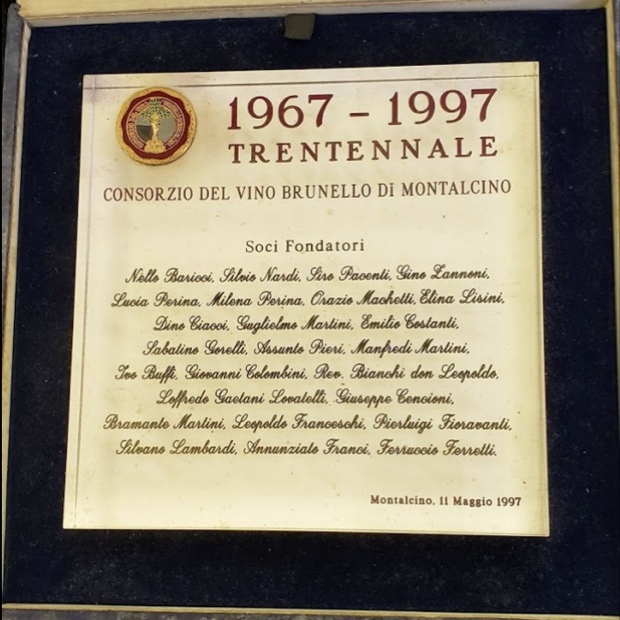 1967 - 1997
TRENTENNALE
CONSORZIO DEL VINO BRUNELLO Di MONTALCINO
Soci Fondatori
Nello Baricci, Silvio Nardi, Siro Pacenti, Gino Zannoni,
Lucia Perina, Milena Perina, Orazio Machetti, Elina Lisini,
Dino Ciacci, Guglielmo Martini, Emilio Costanti,
Sabatino Gorelli, Assunto Pieri, Manfredi Martini,
Ivo Buffi, Giovanni Colombini, Rev. Bianchi don Leopoldo,
Loffredo Gaetani Lovatelli, Giuseppe Cencioni,
Bramante Martini, Leopoldo Franceschi, Pierluigi Fioravanti,
Silvano Lambardi, Annunziato Franci, Ferruccio Ferretti.
Montalcino, 11 Maggio 1997